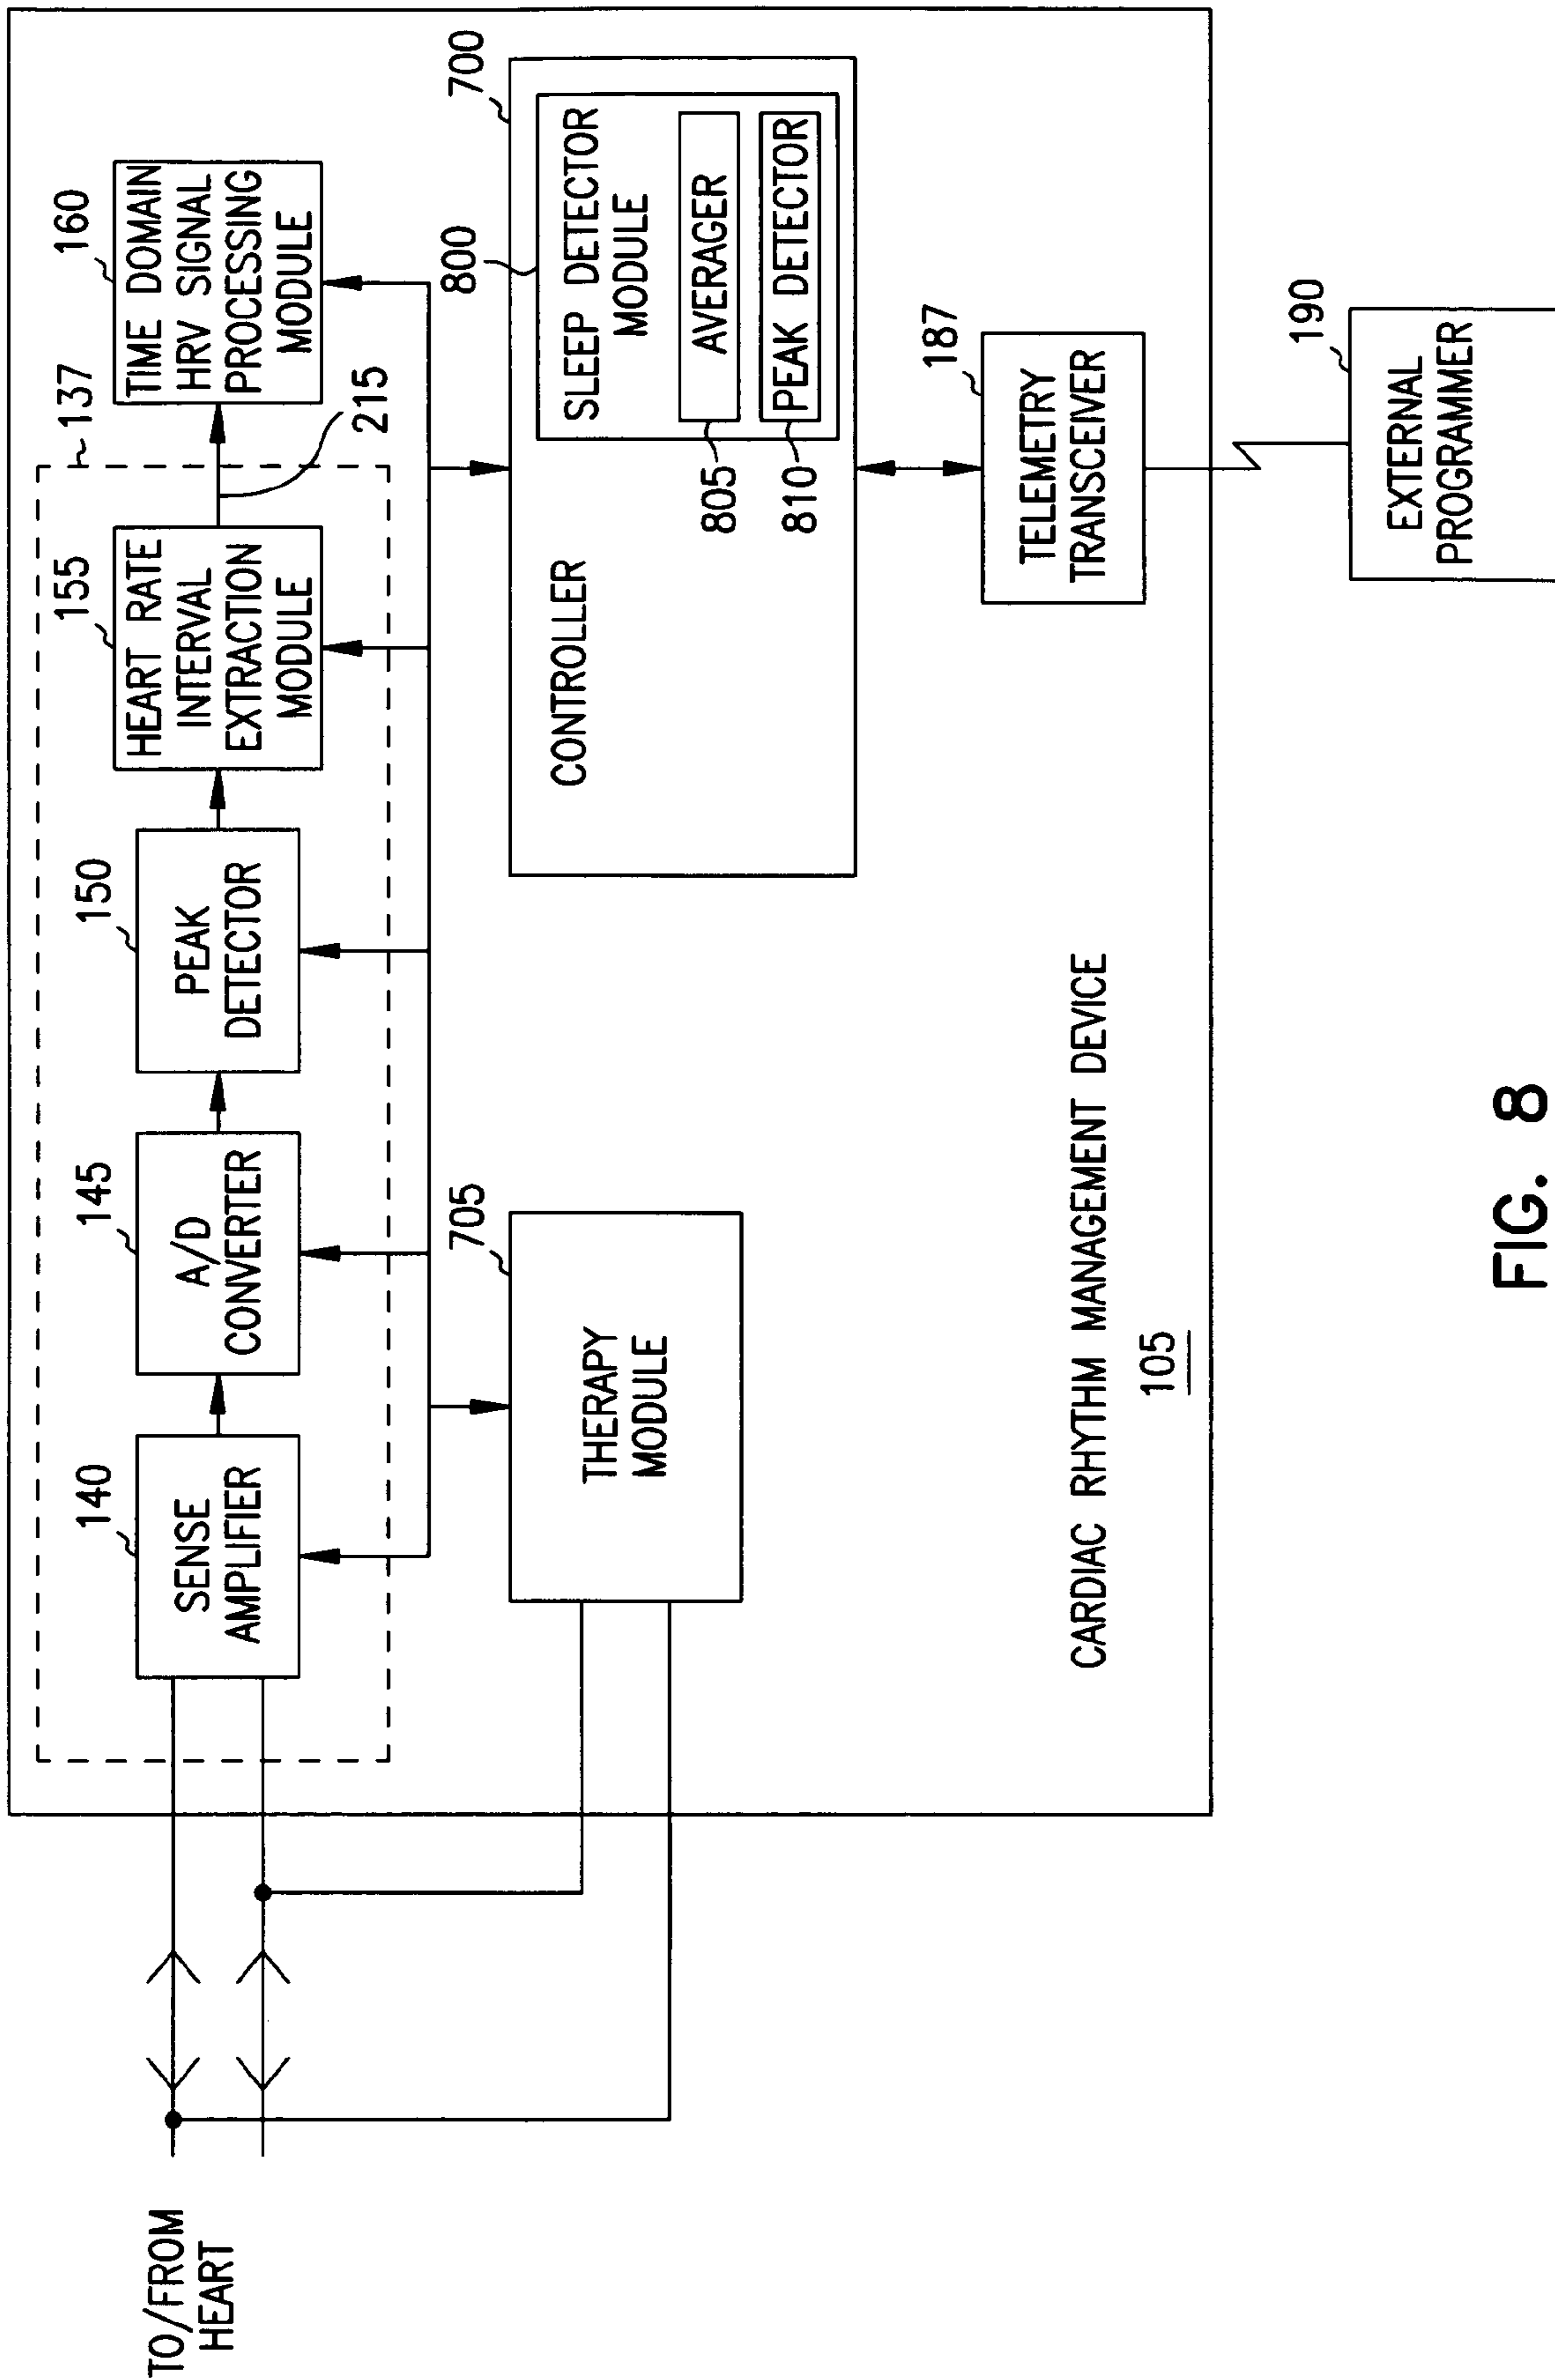 140
145
150
155
137
160
SENSE
AMPLIFIER
A/D
CONVERTER
PEAK
DETECTOR
HEART RATE
INTERVAL
EXTRACTION
MODULE
TIME DOMAIN
HRV SIGNAL
PROCESSING
MODULE
215
TO/FROM
HEART
705
THERAPY
MODULE
700
CONTROLLER
800
SLEEP DETECTOR
MODULE
805
AVERAGER
810
PEAK DETECTOR
187
TELEMETRY
TRANSCEIVER
CARDIAC RHYTHM MANAGEMENT DEVICE
105
190
EXTERNAL
PROGRAMMER
FIG. 8